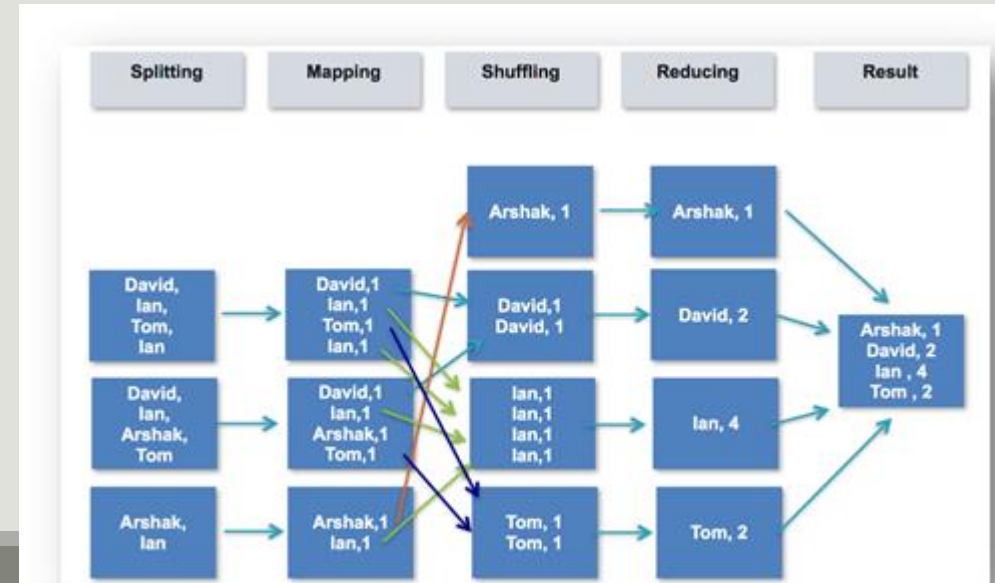 Splitting
Mapping
Shuffling
Reducing
Result
Arshak, 1
Arshak, 1
David,
Ian,
Tom,
Ian
David,1
Ian,1
Tom,1
Ian,1
David,1
David, 1
David, 2
Arshak, 1
David, 2
Ian , 4
Tom , 2
David,
Ian,
Arshak,
Tom
David,1
Ian,1
Arshak,1
Tom,1
Ian,1
Ian,1
Ian,1
Ian,1
Ian, 4
Arshak,
Ian
Arshak,1
Ian,1
Tom, 1
Tom, 1
Tom, 2